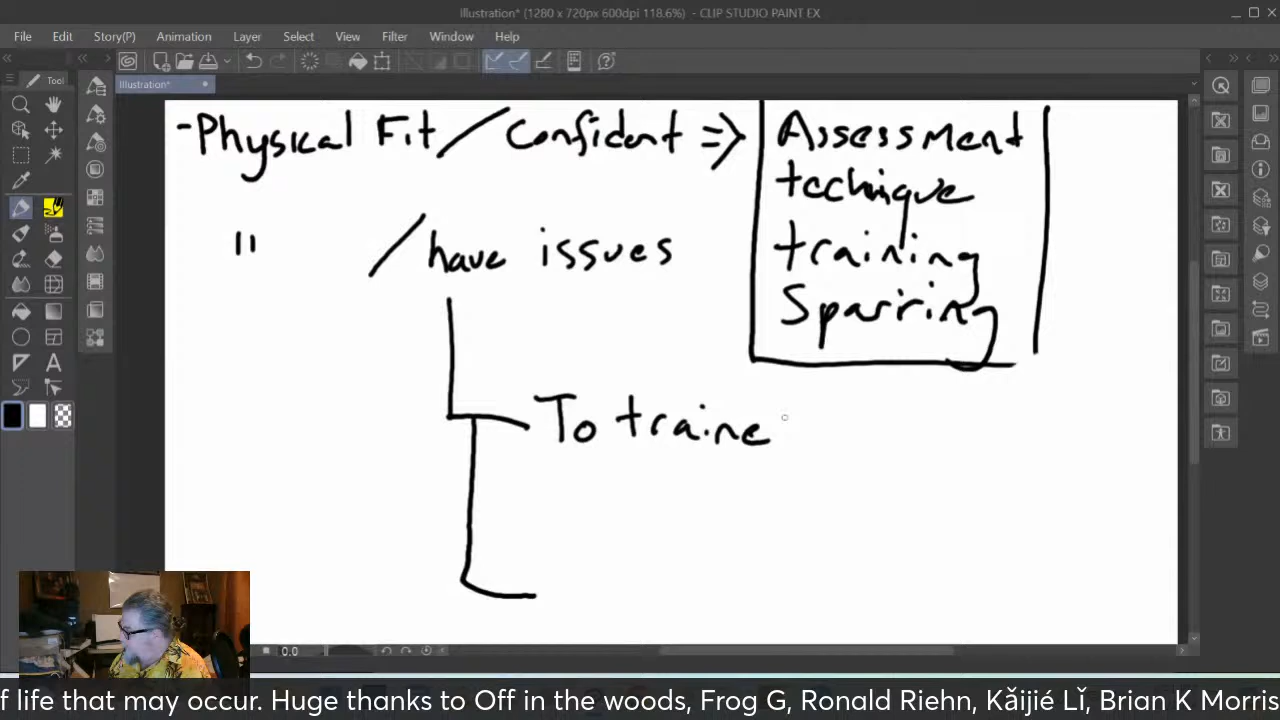 Illustration* (1280 x 720px 600dpi 118.6%) - CLIP STUDIO PAINT EX
File Edit Story(P) Animation Layer Select View Filter Window Help
Tool
Illustration*
-Physical Fit / Confident => Assessment
technique
" / have issues
training
Sparring
To traine
0.0
f life that may occur. Huge thanks to Off in the woods, Frog G, Ronald Riehn, Kǎijié Lǐ, Brian K Morris